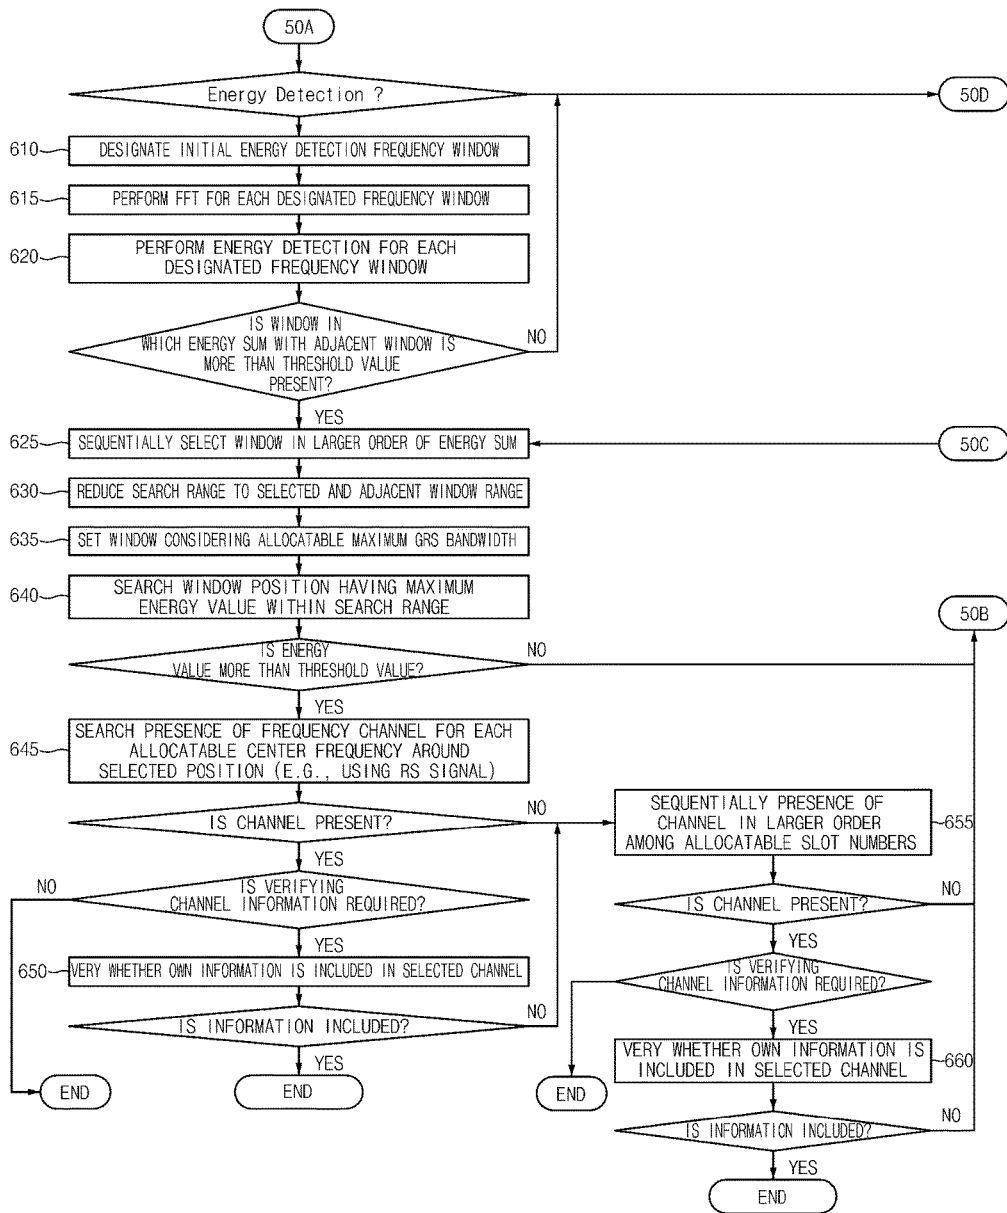 50A
Energy Detection ?
50D
610
DESIGNATE INITIAL ENERGY DETECTION FREQUENCY WINDOW
615
PERFORM FFT FOR EACH DESIGNATED FREQUENCY WINDOW
620
PERFORM ENERGY DETECTION FOR EACH
DESIGNATED FREQUENCY WINDOW
IS WINDOW IN
WHICH ENERGY SUM WITH ADJACENT WINDOW IS
MORE THAN THRESHOLD VALUE
PRESENT?
NO
YES
625
SEQUENTIALLY SELECT WINDOW IN LARGER ORDER OF ENERGY SUM
50C
630
REDUCE SEARCH RANGE TO SELECTED AND ADJACENT WINDOW RANGE
635
SET WINDOW CONSIDERING ALLOCATABLE MAXIMUM GRS BANDWIDTH
640
SEARCH WINDOW POSITION HAVING MAXIMUM
ENERGY VALUE WITHIN SEARCH RANGE
50B
IS ENERGY
VALUE MORE THAN THRESHOLD VALUE?
NO
YES
645
SEARCH PRESENCE OF FREQUENCY CHANNEL FOR EACH
ALLOCATABLE CENTER FREQUENCY AROUND
SELECTED POSITION (E.G., USING RS SIGNAL)
IS CHANNEL PRESENT?
NO
YES
IS VERIFYING
CHANNEL INFORMATION REQUIRED?
NO
YES
650
VERY WHETHER OWN INFORMATION IS INCLUDED IN SELECTED CHANNEL
IS INFORMATION INCLUDED?
NO
YES
END
END
SEQUENTIALLY PRESENCE OF
CHANNEL IN LARGER ORDER
AMONG ALLOCATABLE SLOT NUMBERS
655
IS CHANNEL PRESENT?
NO
YES
IS VERIFYING
CHANNEL INFORMATION REQUIRED?
YES
VERY WHETHER OWN INFORMATION IS
INCLUDED IN SELECTED CHANNEL
660
END
IS INFORMATION INCLUDED?
NO
YES
END